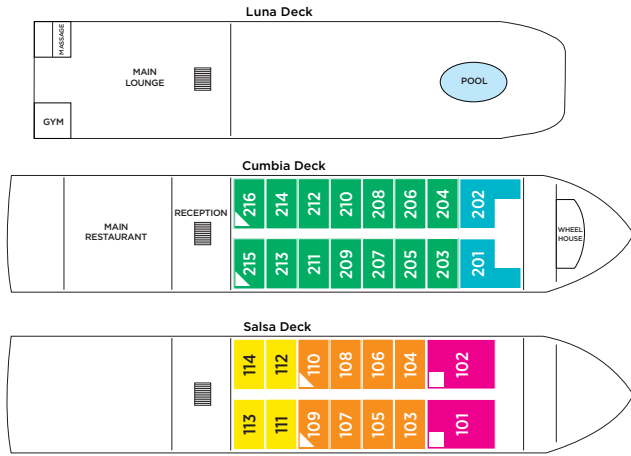 Luna Deck
MASSAGE
MAIN
LOUNGE
POOL
GYM
Cumbia Deck
216 214 212 210 208 206 204 202
RECEPTION
MAIN
RESTAURANT
WHEEL
HOUSE
215 213 211 209 207 205 203 201
Salsa Deck
114 112 110 108 106 104 102
113 111 109 107 105 103 101